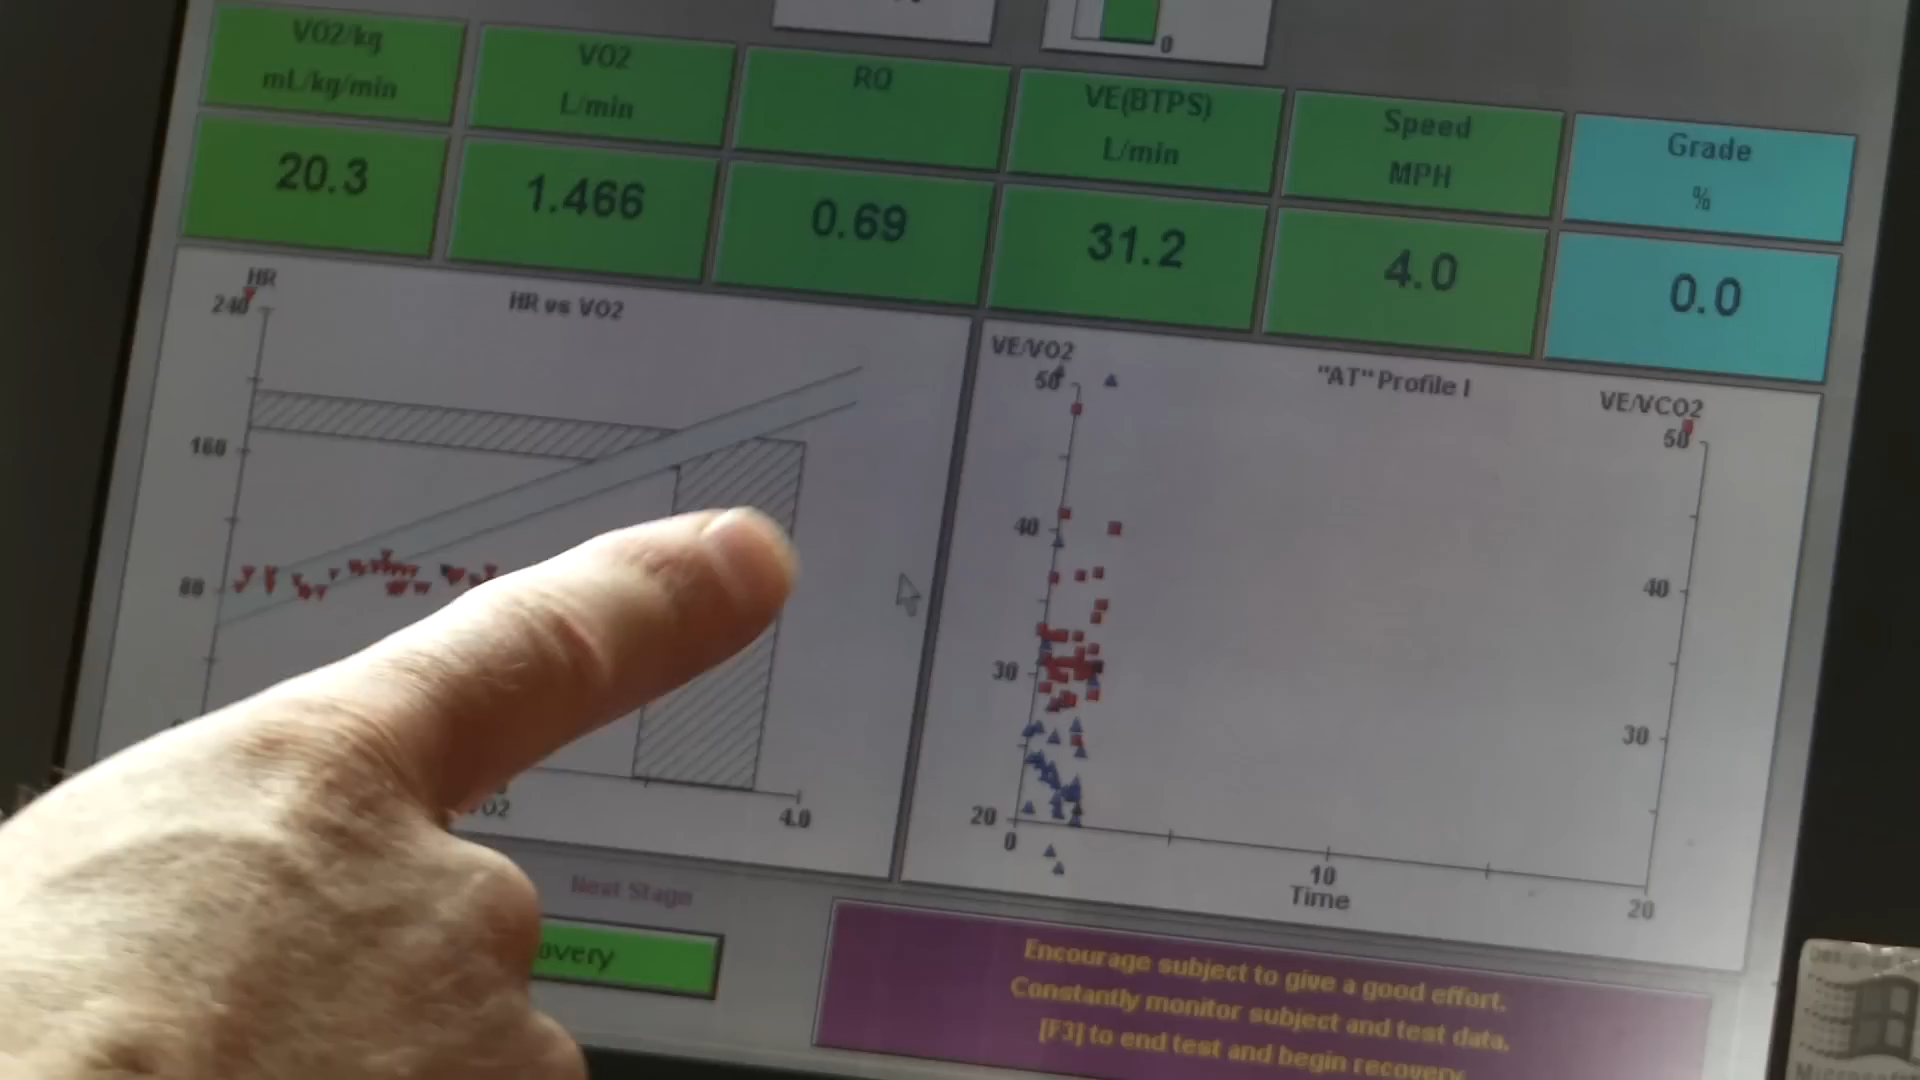 VO2/kg
mL/kg/min
VO2
L/min
RQ
VE(BTPS)
L/min
Speed
MPH
Grade
%
20.3
1.466
0.69
31.2
4.0
0.0
0
HR
240
160
80
HR vs VO2
4.0
VE/VO2
50
40
30
20
"AT" Profile I
VE/VCO2
50
40
30
20
0
10
Time
Next Stage
overy
Encourage subject to give a good effort.
Constantly monitor subject and test data.
[F3] to end test and begin recovery